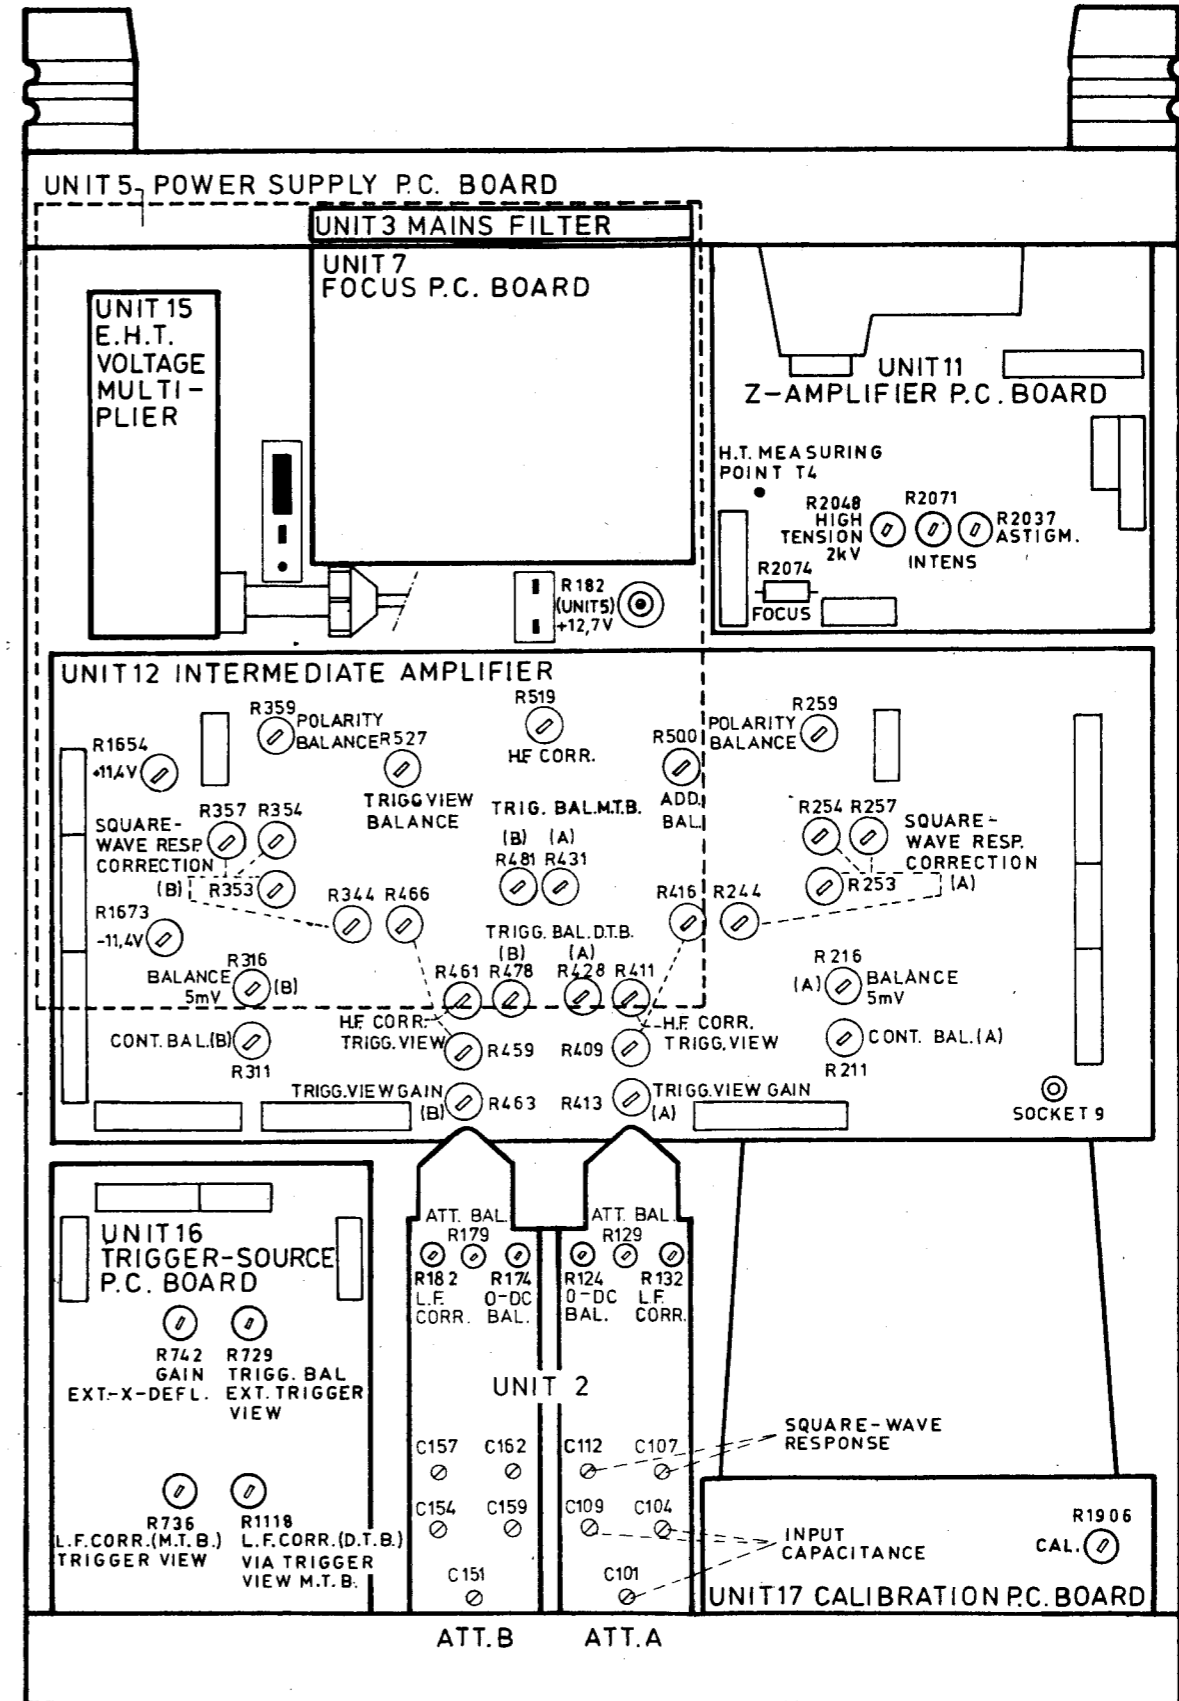 UNIT5 POWER SUPPLY P.C. BOARD
UNIT3 MAINS FILTER
UNIT7
FOCUS P.C. BOARD
UNIT15
E.H.T.
VOLTAGE
MULTI-
PLIER
UNIT11
Z-AMPLIFIER P.C. BOARD
H.T. MEASURING
POINT T4
R2048
HIGH
TENSION
2kV
R2071
INTENS
R2037
ASTIGM.
R2074
FOCUS
R182
(UNIT5)
+12,7V
UNIT12 INTERMEDIATE AMPLIFIER
R359
POLARITY
BALANCE
R527
TRIGG VIEW
BALANCE
R519
H.F CORR.
R500
ADD.
BAL.
R259
POLARITY
BALANCE
R1654
+11,4V
R357
R354
SQUARE-
WAVE RESP.
CORRECTION
(B)
R353
TRIG. BAL.M.T.B.
(B) (A)
R481 R431
R254 R257
SQUARE-
WAVE RESP.
CORRECTION
(A)
R253
R1673
-11,4V
R344 R466
R416 R244
TRIGG. BAL.D.T.B.
(B) (A)
R461 R478 R428 R411
R316
BALANCE
5mV
(B)
R216
(A)
BALANCE
5mV
H.F. CORR.
TRIGG.VIEW
H.F. CORR.
TRIGG.VIEW
CONT. BAL.(B)
R311
R459 R409
CONT. BAL.(A)
R211
TRIGG.VIEW GAIN
(B)
R463 R413
TRIGG.VIEW GAIN
(A)
SOCKET 9
UNIT16
TRIGGER-SOURCE
P.C. BOARD
R742
GAIN
EXT.-X-DEFL.
R729
TRIGG. BAL
EXT. TRIGGER
VIEW
R736
L.F.CORR.(M.T.B.)
TRIGGER VIEW
R1118
L.F.CORR.(D.T.B.)
VIA TRIGGER
VIEW M.T.B.
ATT. BAL.
R179
R182
L.F.
CORR.
R174
0-DC
BAL.
ATT. BAL.
R129
R124
0-DC
BAL.
R132
L.F.
CORR.
UNIT 2
C157 C162 C112 C107
SQUARE-WAVE
RESPONSE
C154 C159 C109 C104
INPUT
CAPACITANCE
C151 C101
R1906
CAL.
UNIT17 CALIBRATION P.C. BOARD
ATT.B ATT.A